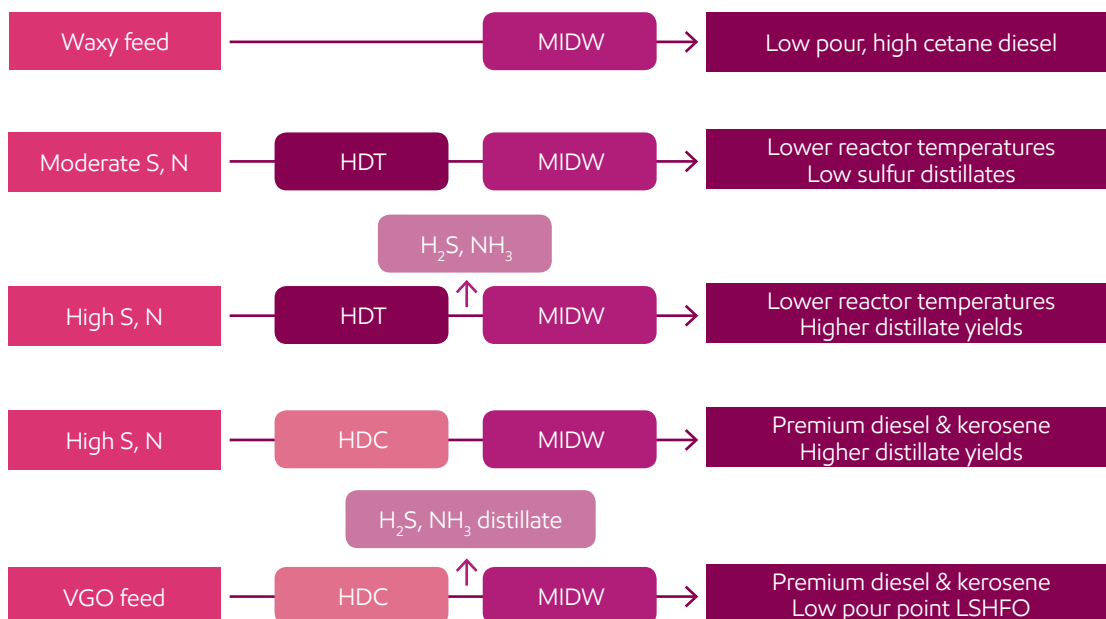 Waxy feed
MIDW
Low pour, high cetane diesel
Moderate S, N
HDT
MIDW
Lower reactor temperatures
Low sulfur distillates
H₂S, NH₃
High S, N
HDT
MIDW
Lower reactor temperatures
Higher distillate yields
High S, N
HDC
MIDW
Premium diesel & kerosene
Higher distillate yields
H₂S, NH₃ distillate
VGO feed
HDC
MIDW
Premium diesel & kerosene
Low pour point LSHFO